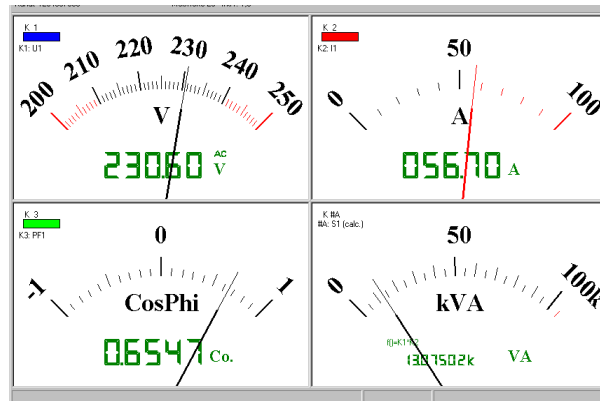 K 1
K1: U1
200 210 220 230 240 250
V
230.60 AC V
K 2
K2: I1
0 50 100
A
056.70 A
K 3
K3: PF1
-1 0 1
CosPhi
0.6547 Co.
K #A
#A: S1 (calc.)
0 50 100k
kVA
13.07502k VA